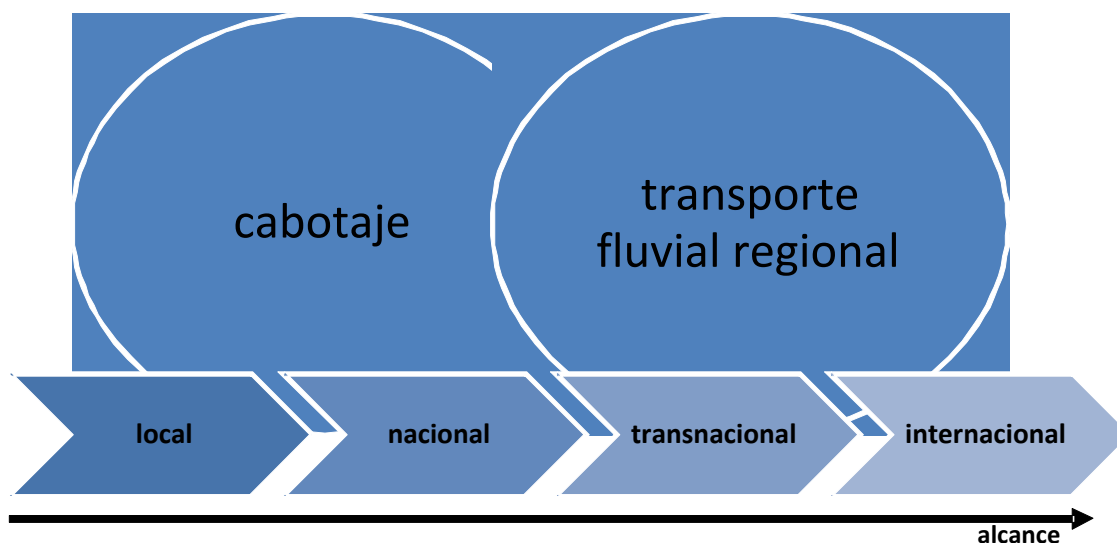 cabotaje
transporte
fluvial regional
local
nacional
transnacional
internacional
alcance